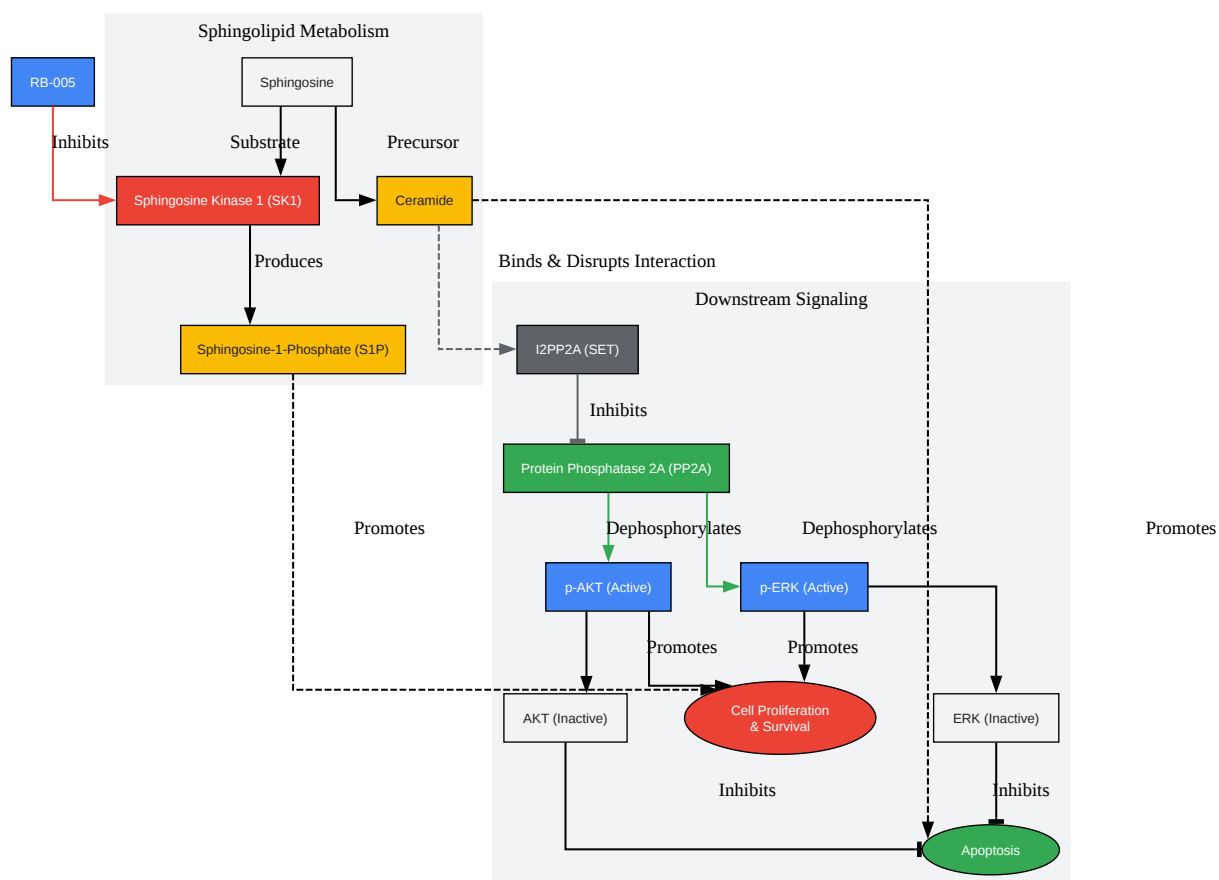 Sphingolipid Metabolism
RB-005
Sphingosine
Inhibits
Substrate
Precursor
Sphingosine Kinase 1 (SK1)
Ceramide
Produces
Binds & Disrupts Interaction
Downstream Signaling
Sphingosine-1-Phosphate (S1P)
I2PP2A (SET)
Inhibits
Protein Phosphatase 2A (PP2A)
Promotes
Dephosphorylates
Dephosphorylates
Promotes
p-AKT (Active)
p-ERK (Active)
Promotes
Promotes
AKT (Inactive)
Cell Proliferation
& Survival
ERK (Inactive)
Inhibits
Inhibits
Apoptosis